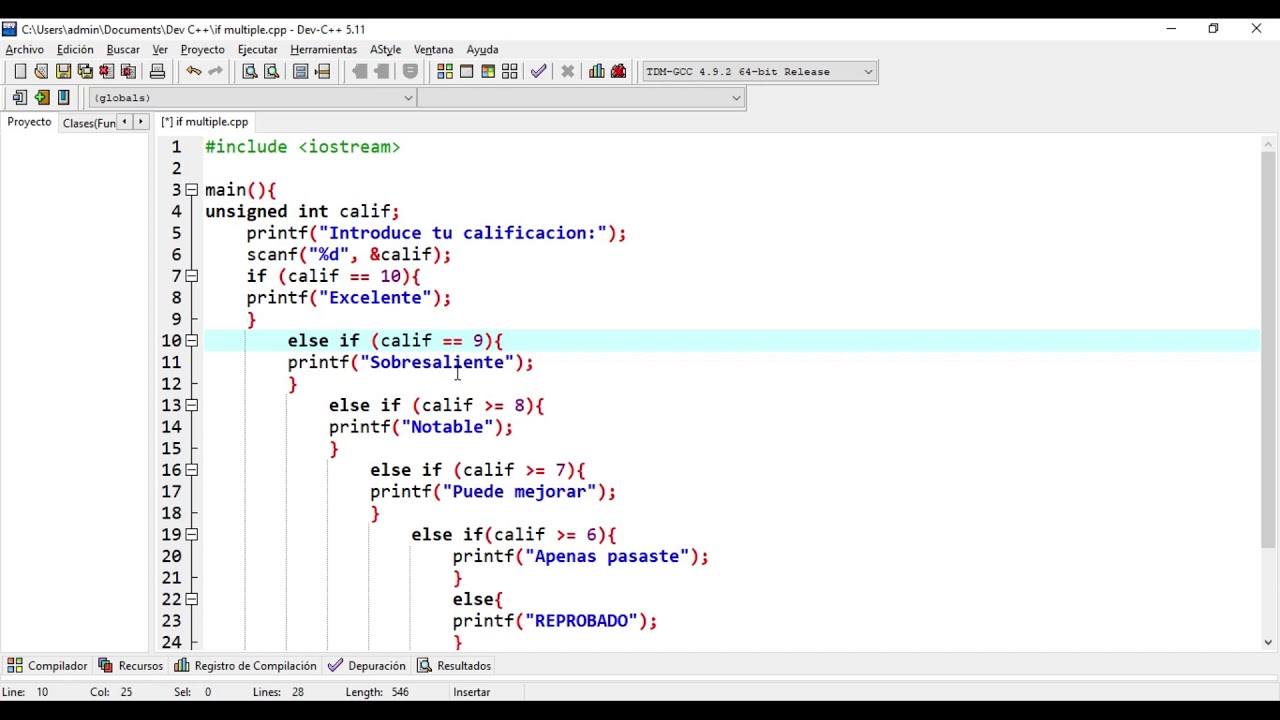 C:\Users\admin\Documents\Dev C++\if multiple.cpp - Dev-C++ 5.11
Archivo Edición Buscar Ver Proyecto Ejecutar Herramientas AStyle Ventana Ayuda
TDM-GCC 4.9.2 64-bit Release
(globals)
Proyecto Clases(Fun [*] if multiple.cpp
1 #include <iostream>
2
3 main(){
4 unsigned int calif;
5 printf("Introduce tu calificacion:");
6 scanf("%d", &calif);
7 if (calif == 10){
8 printf("Excelente");
9 }
10 else if (calif == 9){
11 printf("Sobresaliente");
12 }
13 else if (calif >= 8){
14 printf("Notable");
15 }
16 else if (calif >= 7){
17 printf("Puede mejorar");
18 }
19 else if(calif >= 6){
20 printf("Apenas pasaste");
21 }
22 else{
23 printf("REPROBADO");
24 }
Compilador Recursos Registro de Compilación Depuración Resultados
Line: 10 Col: 25 Sel: 0 Lines: 28 Length: 546 Insertar